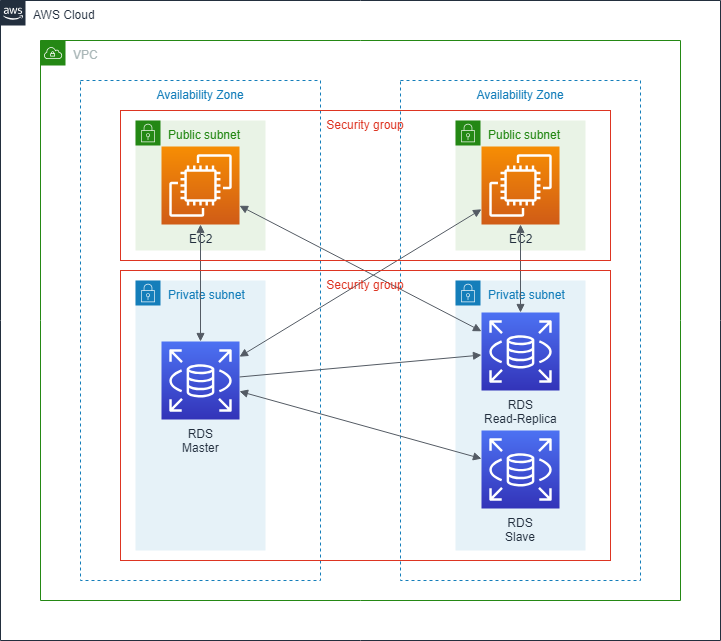 aws
AWS Cloud
VPC
Availability Zone
Availability Zone
Security group
Public subnet
Public subnet
EC2
EC2
Security group
Private subnet
Private subnet
RDS
Master
RDS
Read-Replica
RDS
Slave